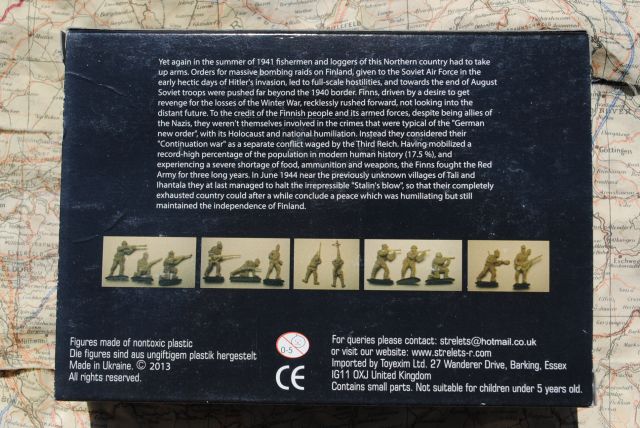 Yet again in the summer of 1941 fishermen and loggers of this Northern country had to take
up arms. Orders for massive bombing raids on Finland, given to the Soviet Air Force in the
early hectic days of Hitler's invasion, led to full-scale hostilities, and towards the end of August
Soviet troops were pushed far beyond the 1940 border. Finns, driven by a desire to get
revenge for the losses of the Winter War, recklessly rushed forward, not looking into the
distant future. To the credit of the Finnish people and its armed forces, despite being allies of
the Nazis, they weren't themselves involved in the crimes that were typical of the "German
new order", with its Holocaust and national humiliation. Instead they considered their
"Continuation war" as a separate conflict waged by the Third Reich. Having mobilized a
record-high percentage of the population in modern human history (17.5 %), and
experiencing a severe shortage of food, ammunition and weapons, the Finns fought the Red
Army for three long years. In June 1944 near the previously unknown villages of Tali and
Ihantala they at last managed to halt the irrepressible "Stalin's blow", so that their completely
exhausted country could after a while conclude a peace which was humiliating but still
maintained the independence of Finland.
Figures made of nontoxic plastic
Die figures sind aus ungiftigem plastik hergestelt
Made in Ukraine. © 2013
All rights reserved.
0-5
CE
For queries please contact: strelets@hotmail.co.uk
or visit our website: www.strelets-r.com
Imported by Toyexim Ltd. 27 Wanderer Drive, Barking, Essex
IG11 0XJ United Kingdom
Contains small parts. Not suitable for children under 5 years old.